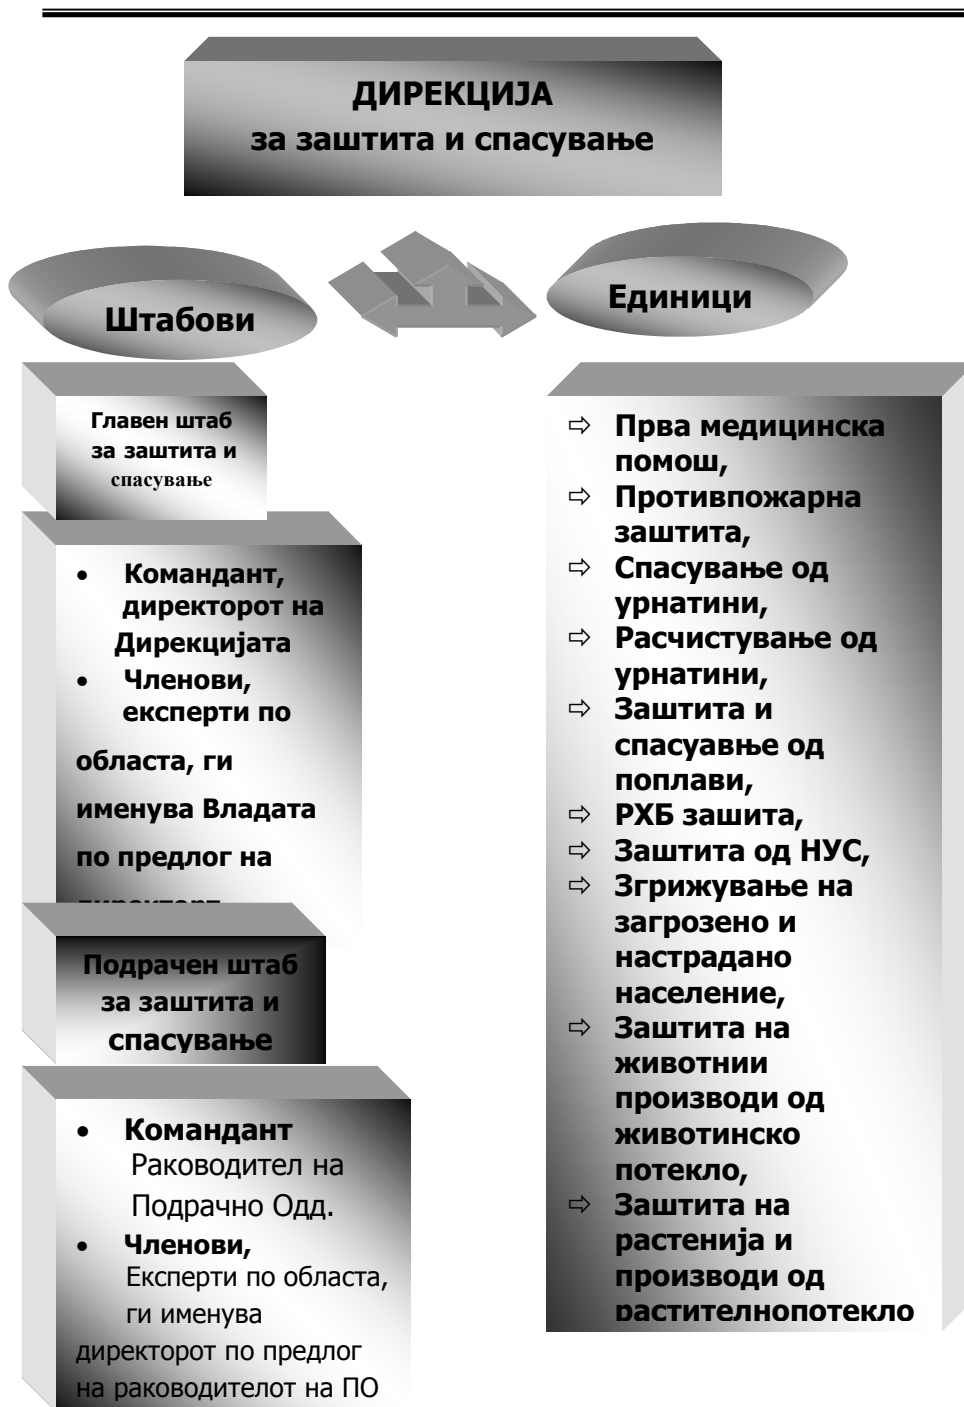 ДИРЕКЦИЈА
за заштита и спасување
Штабови
Единици
Главен штаб
за заштита и
спасување
• Командант,
директорот на
Дирекцијата
• Членови,
експерти по
областа, ги
именува Владата
по предлог на
Подрачен штаб
за заштита и
спасување
• Командант
Раководител на
Подрачно Одд.
• Членови,
Експерти по областа,
ги именува
директорот по предлог
на раководителот на ПО
⇨ Прва медицинска
помош,
⇨ Противпожарна
заштита,
⇨ Спасување од
урнатини,
⇨ Расчистување од
урнатини,
⇨ Заштита и
спасуавње од
поплави,
⇨ РХБ зашита,
⇨ Заштита од НУС,
⇨ Згрижување на
загрозено и
настрадано
население,
⇨ Заштита на
животнии
производи од
животинско
потекло,
⇨ Заштита на
растенија и
производи од
растителнопотекло